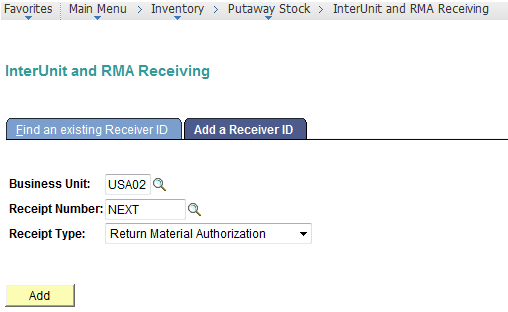 Favorites Main Menu > Inventory > Putaway Stock > InterUnit and RMA Receiving
InterUnit and RMA Receiving
Find an existing Receiver ID Add a Receiver ID
Business Unit: USA02
Receipt Number: NEXT
Receipt Type: Return Material Authorization
Add